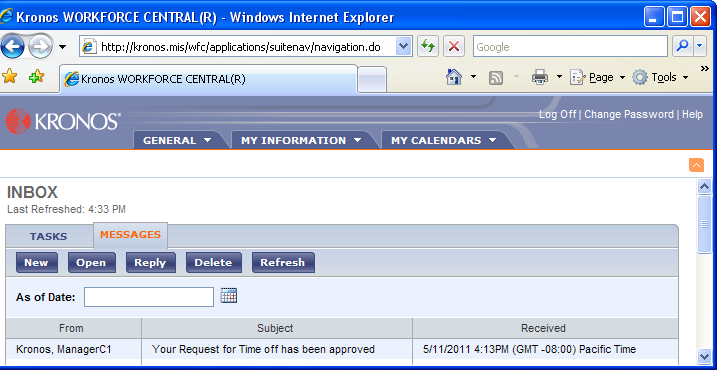 Kronos WORKFORCE CENTRAL(R) - Windows Internet Explorer
http://kronos.mis/wfc/applications/suitenav/navigation.do Google
Kronos WORKFORCE CENTRAL(R) Page Tools »
KRONOS® Log Off | Change Password | Help
GENERAL MY INFORMATION MY CALENDARS
INBOX
Last Refreshed: 4:33 PM
TASKS MESSAGES
New Open Reply Delete Refresh
As of Date:
From Subject Received
Kronos, ManagerC1 Your Request for Time off has been approved 5/11/2011 4:13PM (GMT -08:00) Pacific Time